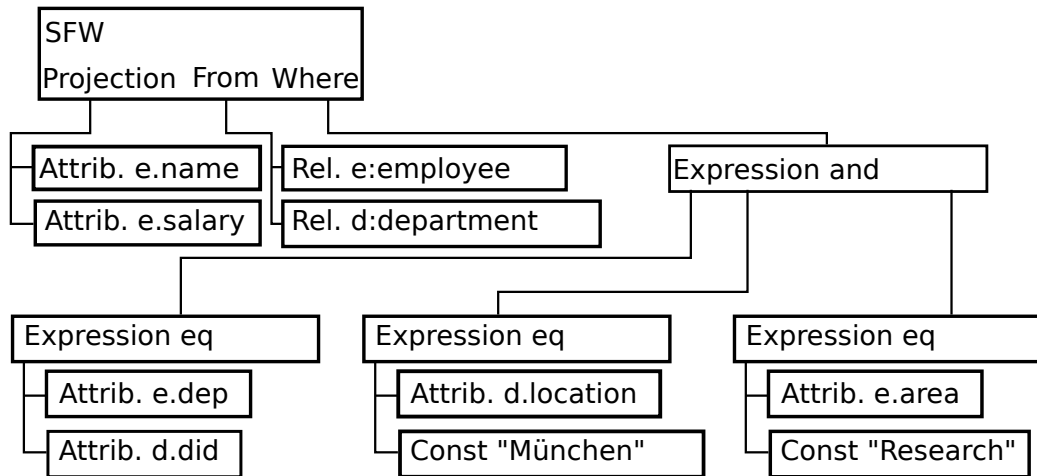 SFW
Projection From Where
Attrib. e.name
Attrib. e.salary
Rel. e:employee
Rel. d:department
Expression and
Expression eq
Attrib. e.dep
Attrib. d.did
Expression eq
Attrib. d.location
Const "München"
Expression eq
Attrib. e.area
Const "Research"